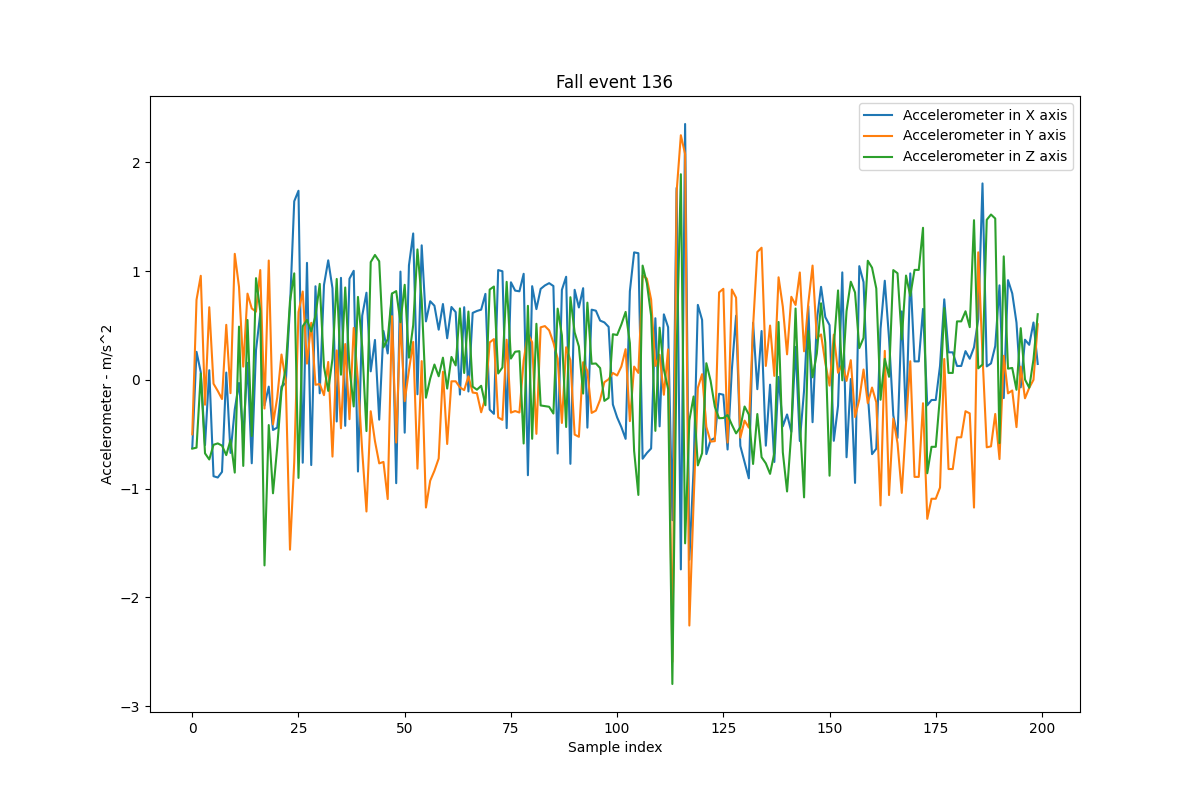 Fall event 136
Accelerometer in X axis
Accelerometer in Y axis
Accelerometer in Z axis
Accelerometer - m/s^2
2
1
0
−1
−2
−3
0 25 50 75 100 125 150 175 200
Sample index